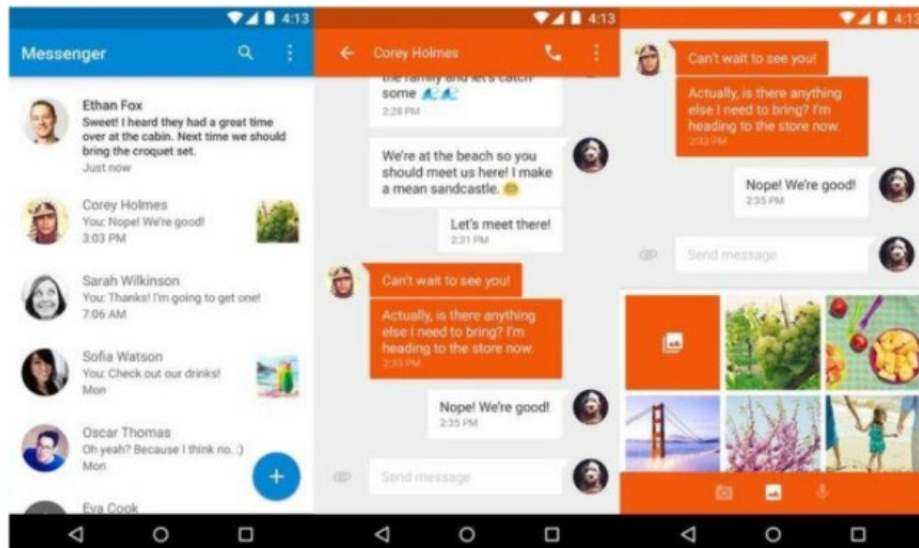 4:13
Messenger
Ethan Fox
Sweet! I heard they had a great time
over at the cabin. Next time we should
bring the croquet set.
Just now
Corey Holmes
You: Nope! We're good!
3:03 PM
Sarah Wilkinson
You: Thanks! I'm going to get one!
7:06 AM
Sofia Watson
You: Check out our drinks!
Mon
Oscar Thomas
Oh yeah? Because I think no. :)
Mon
Eva Cook
4:13
Corey Holmes
the family and let's catch
some 🌊🌊
2:28 PM
We're at the beach so you
should meet us here! I make
a mean sandcastle. 😁
Let's meet there!
2:31 PM
Can't wait to see you!
Actually, is there anything
else I need to bring? I'm
heading to the store now.
2:33 PM
Nope! We're good!
2:35 PM
Send message
4:13
Can't wait to see you!
Actually, is there anything
else I need to bring? I'm
heading to the store now.
2:33 PM
Nope! We're good!
2:35 PM
Send message